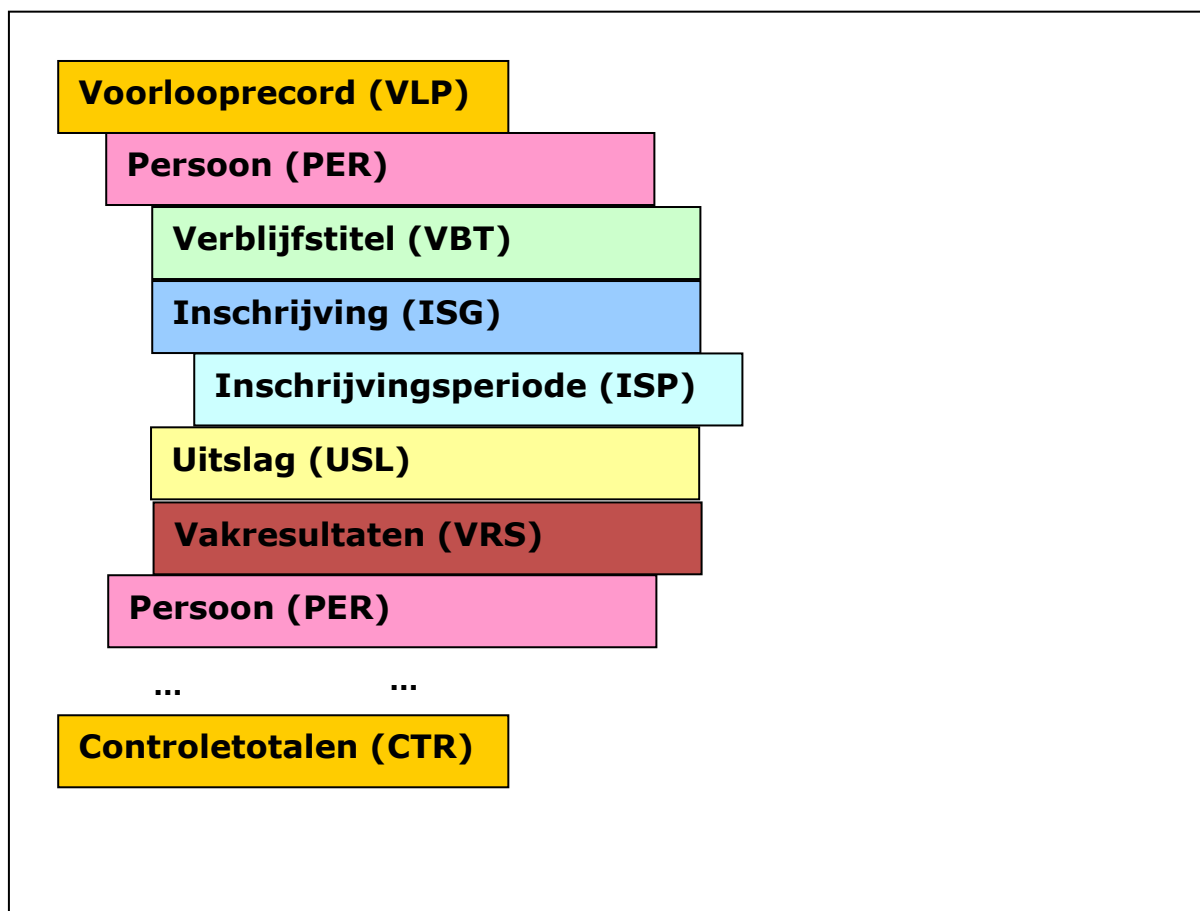 Voorlooprecord (VLP)
Persoon (PER)
Verblijfstitel (VBT)
Inschrijving (ISG)
Inschrijvingsperiode (ISP)
Uitslag (USL)
Vakresultaten (VRS)
Persoon (PER)
... ...
Controletotalen (CTR)